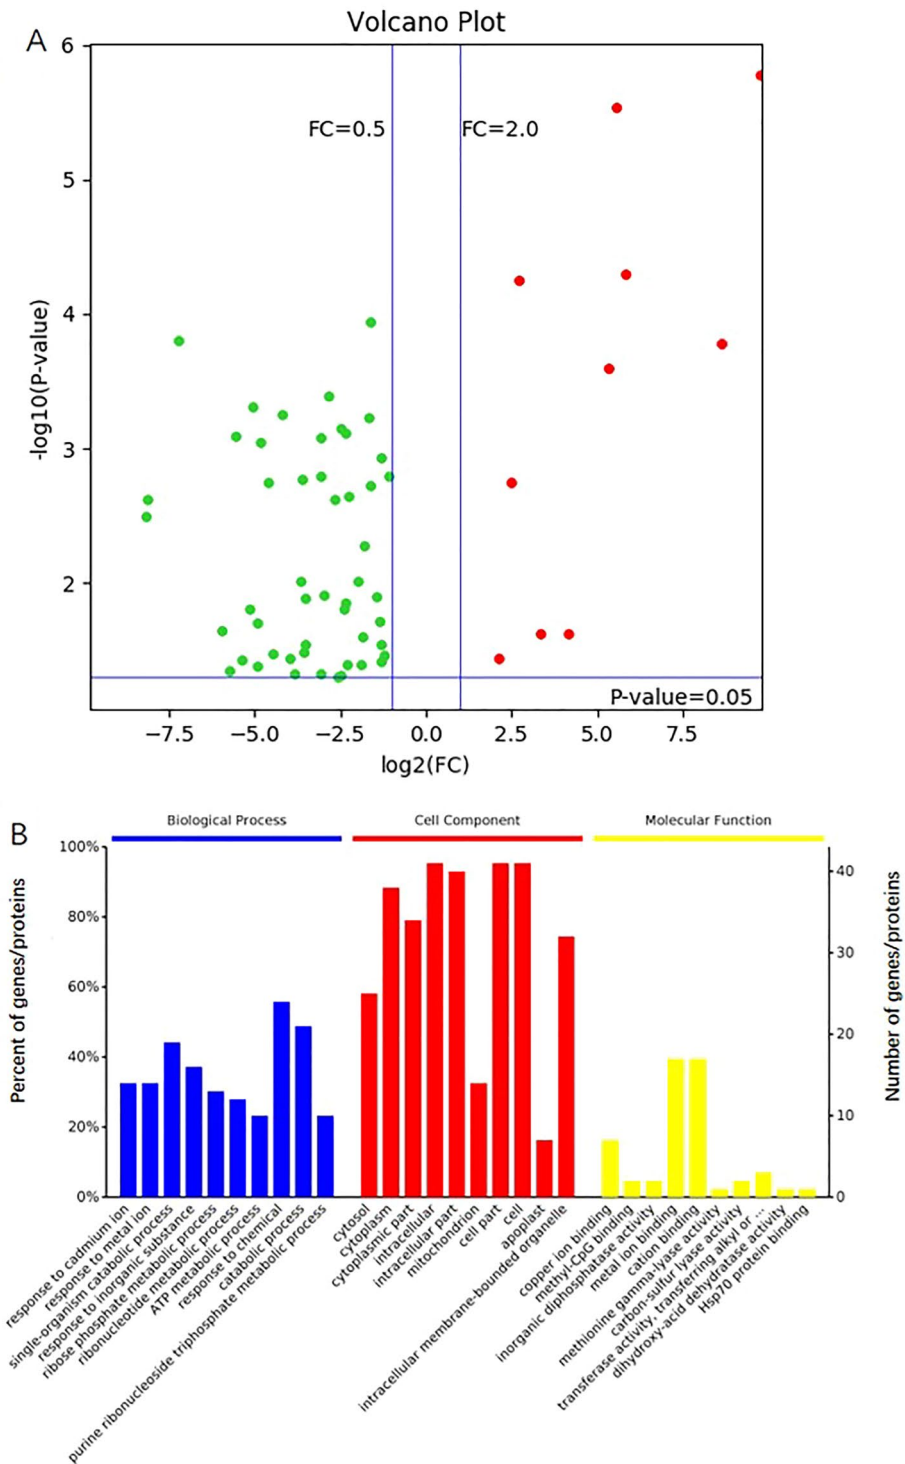 A
Volcano Plot
6
5
4
3
2
-log10(P-value)
FC=0.5
FC=2.0
P-value=0.05
−7.5
−5.0
−2.5
0.0
2.5
5.0
7.5
log2(FC)
B
Biological Process
Cell Component
Molecular Function
100%
80%
60%
40%
20%
0%
Percent of genes/proteins
40
30
20
10
0
Number of genes/proteins
response to cadmium ion
response to metal ion
single-organism catabolic process
response to inorganic substance
ribose phosphate metabolic process
ribonucleotide metabolic process
ATP metabolic process
response to chemical
catabolic process
purine ribonucleoside triphosphate metabolic process
cytosol
cytoplasm
cytoplasmic part
intracellular
intracellular part
mitochondrion
cell part
cell
apoplast
intracellular membrane-bounded organelle
copper ion binding
methyl-CpG binding
inorganic diphosphatase activity
metal ion binding
cation binding
methionine gamma-lyase activity
carbon-sulfur lyase activity
transferase activity, transferring alkyl or ...
dihydroxy-acid dehydratase activity
Hsp70 protein binding